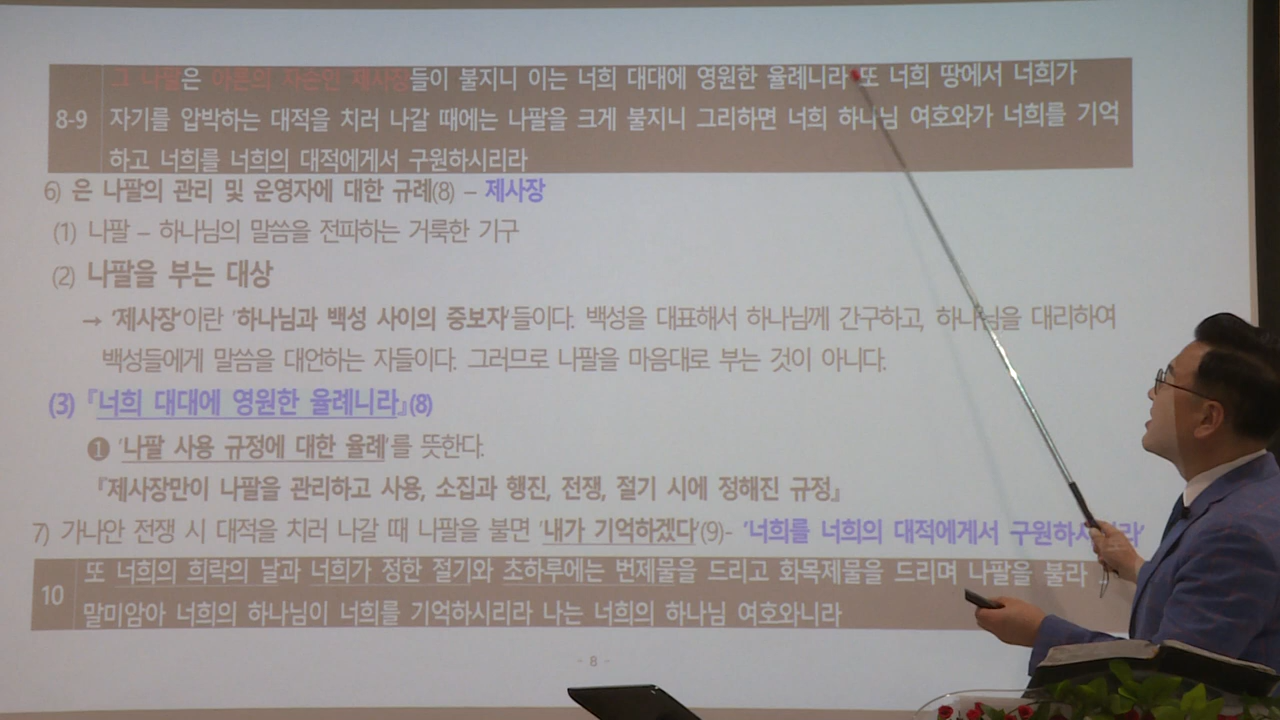 8-9
그 나팔은 아론의 자손인 제사장들이 불지니 이는 너희 대대에 영원한 율례니라 또 너희 땅에서 너희가
자기를 압박하는 대적을 치러 나갈 때에는 나팔을 크게 불지니 그리하면 너희 하나님 여호와가 너희를 기억
하고 너희를 너희의 대적에게서 구원하시리라
6) 은 나팔의 관리 및 운영자에 대한 규례(8) – 제사장
(1) 나팔 – 하나님의 말씀을 전파하는 거룩한 기구
(2) 나팔을 부는 대상
→ '제사장'이란 '하나님과 백성 사이의 중보자'들이다. 백성을 대표해서 하나님께 간구하고, 하나님을 대리하여
백성들에게 말씀을 대언하는 자들이다. 그러므로 나팔을 마음대로 부는 것이 아니다.
(3) 『너희 대대에 영원한 율례니라』(8)
❶ '나팔 사용 규정에 대한 율례'를 뜻한다.
『제사장만이 나팔을 관리하고 사용, 소집과 행진, 전쟁, 절기 시에 정해진 규정』
7) 가나안 전쟁 시 대적을 치러 나갈 때 나팔을 불면 '내가 기억하겠다'(9)- '너희를 너희의 대적에게서 구원하시리라'
10
또 너희의 희락의 날과 너희가 정한 절기와 초하루에는 번제물을 드리고 화목제물을 드리며 나팔을 불라
말미암아 너희의 하나님이 너희를 기억하시리라 나는 너희의 하나님 여호와니라
- 8 -